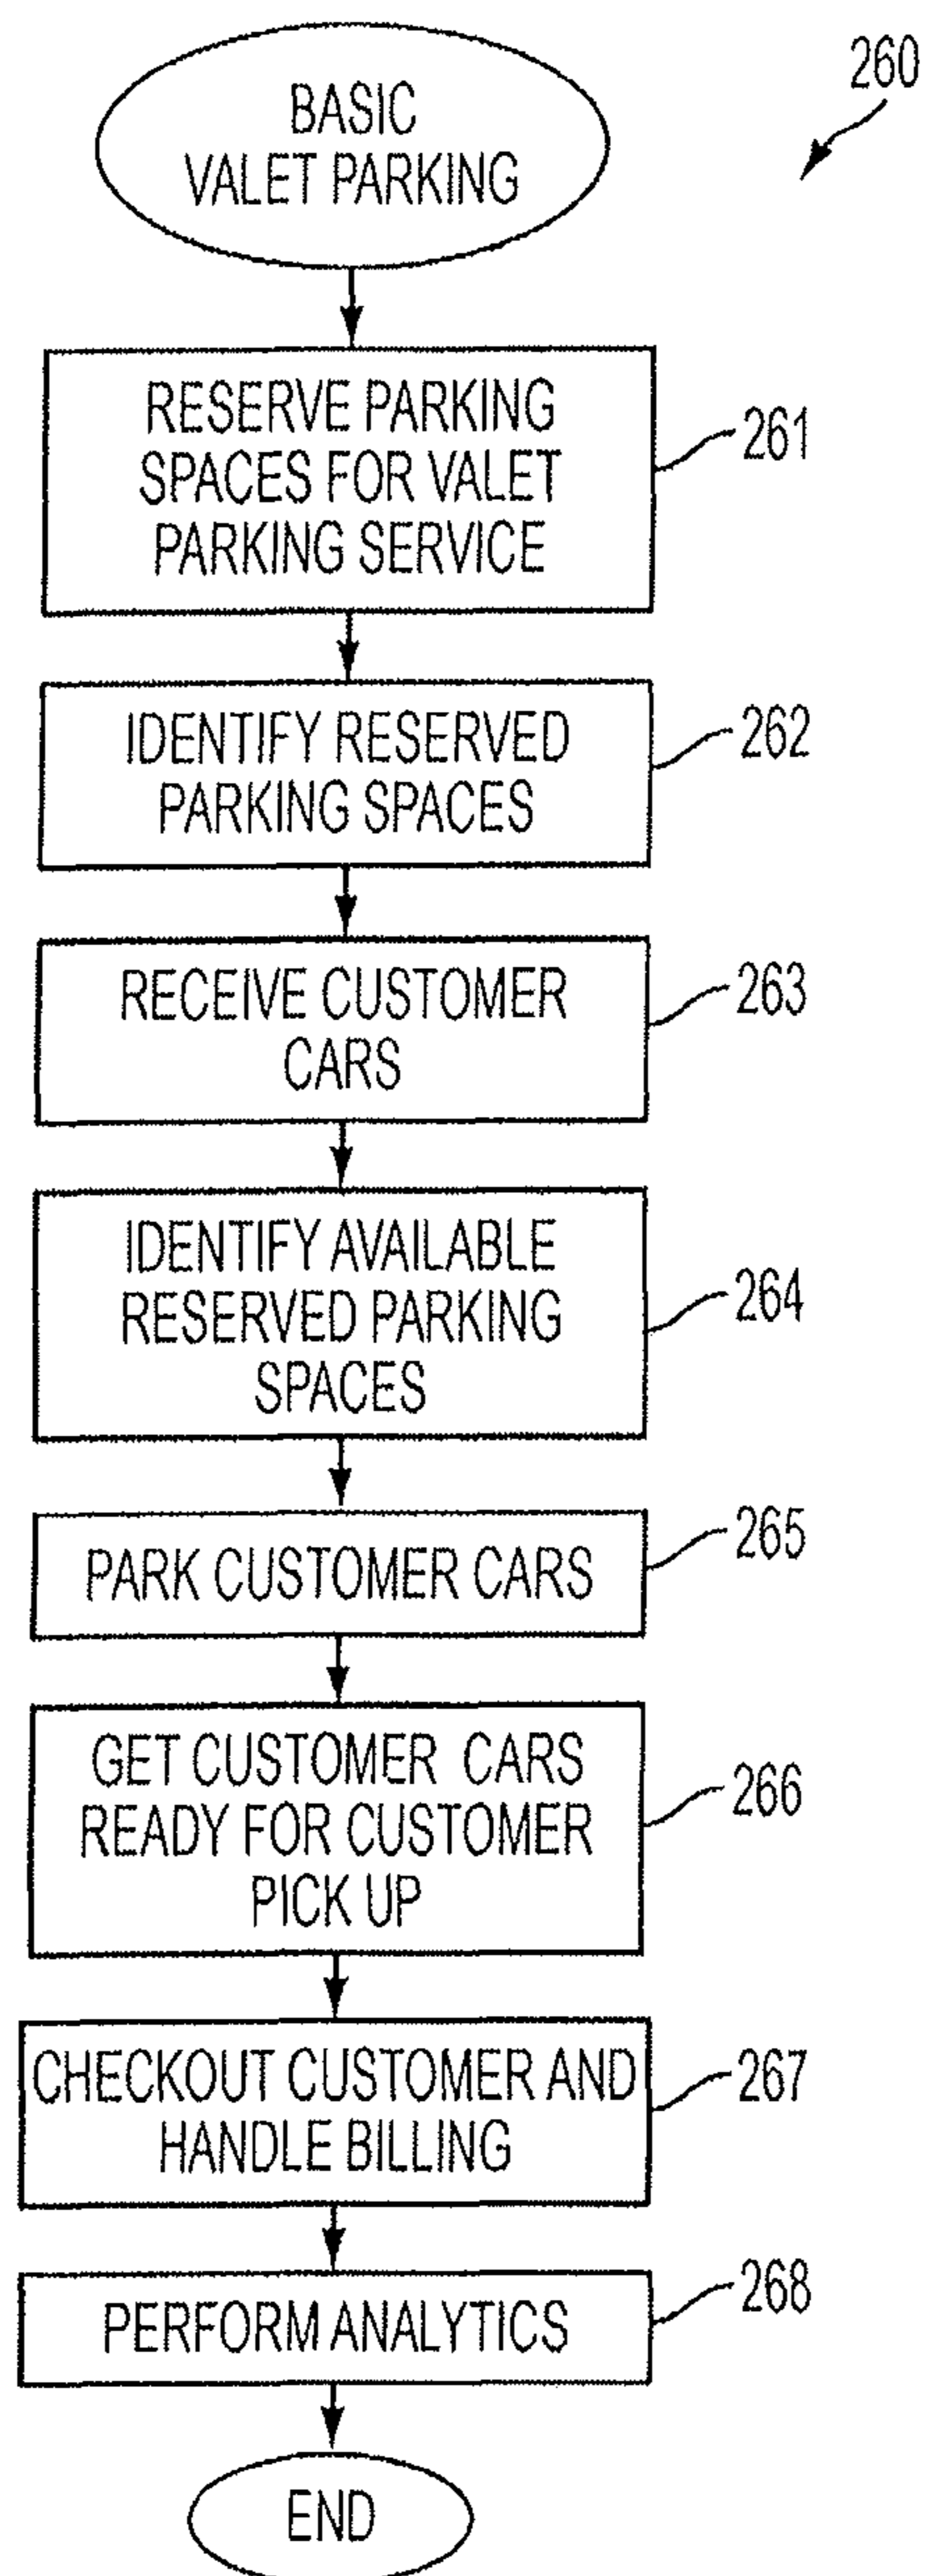 260
BASIC
VALET PARKING
RESERVE PARKING
SPACES FOR VALET
PARKING SERVICE
261
IDENTIFY RESERVED
PARKING SPACES
262
RECEIVE CUSTOMER
CARS
263
IDENTIFY AVAILABLE
RESERVED PARKING
SPACES
264
PARK CUSTOMER CARS
265
GET CUSTOMER CARS
READY FOR CUSTOMER
PICK UP
266
CHECKOUT CUSTOMER AND
HANDLE BILLING
267
PERFORM ANALYTICS
268
END